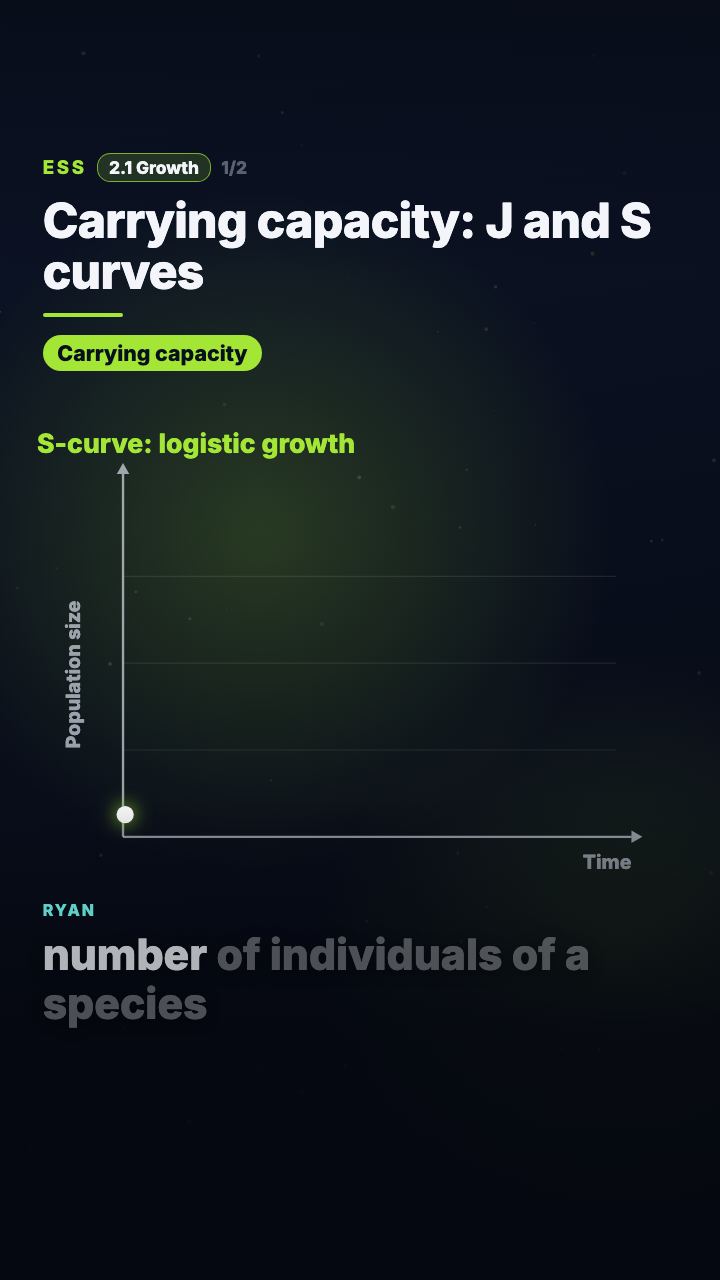 ESS 2.1 Growth 1/2
Carrying capacity: J and S
curves
Carrying capacity
S-curve: logistic growth
Population size
Time
RYAN
number of individuals of a
species